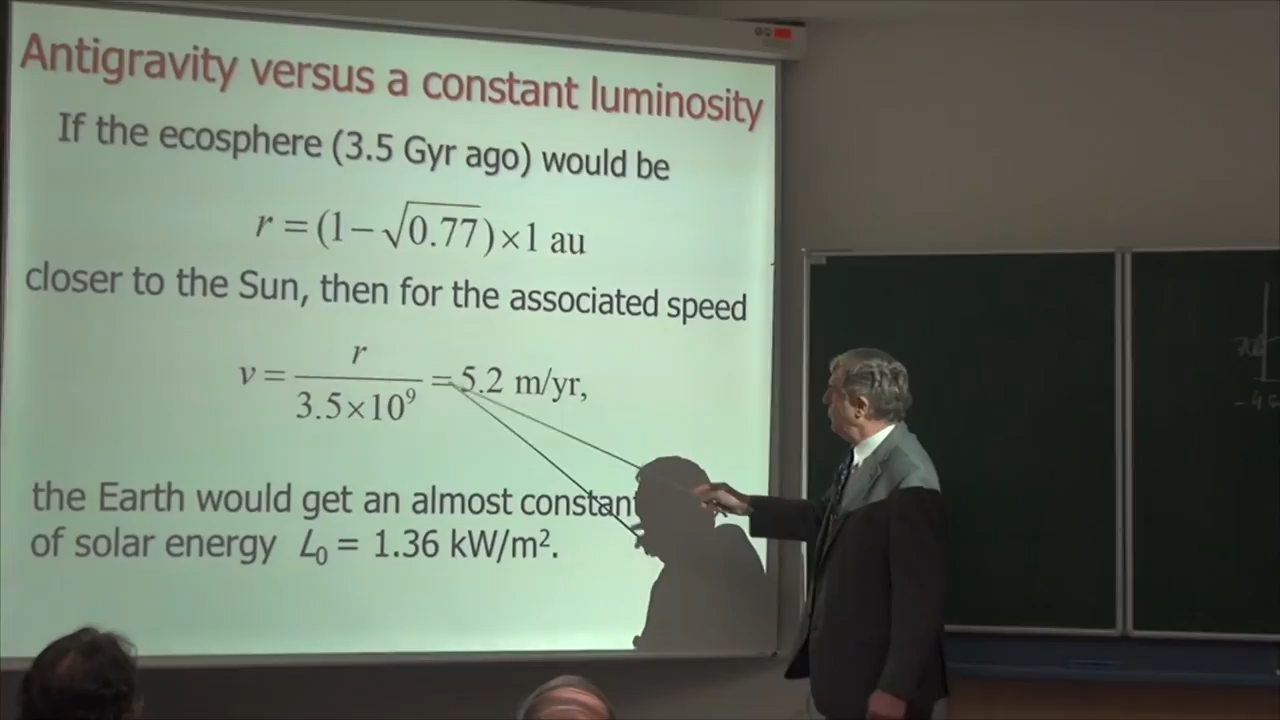 Antigravity versus a constant luminosity
If the ecosphere (3.5 Gyr ago) would be
r = (1 − √0.77) × 1 au
closer to the Sun, then for the associated speed
v = r / 3.5×10⁹ = 5.2 m/yr,
the Earth would get an almost constant
of solar energy L₀ = 1.36 kW/m².